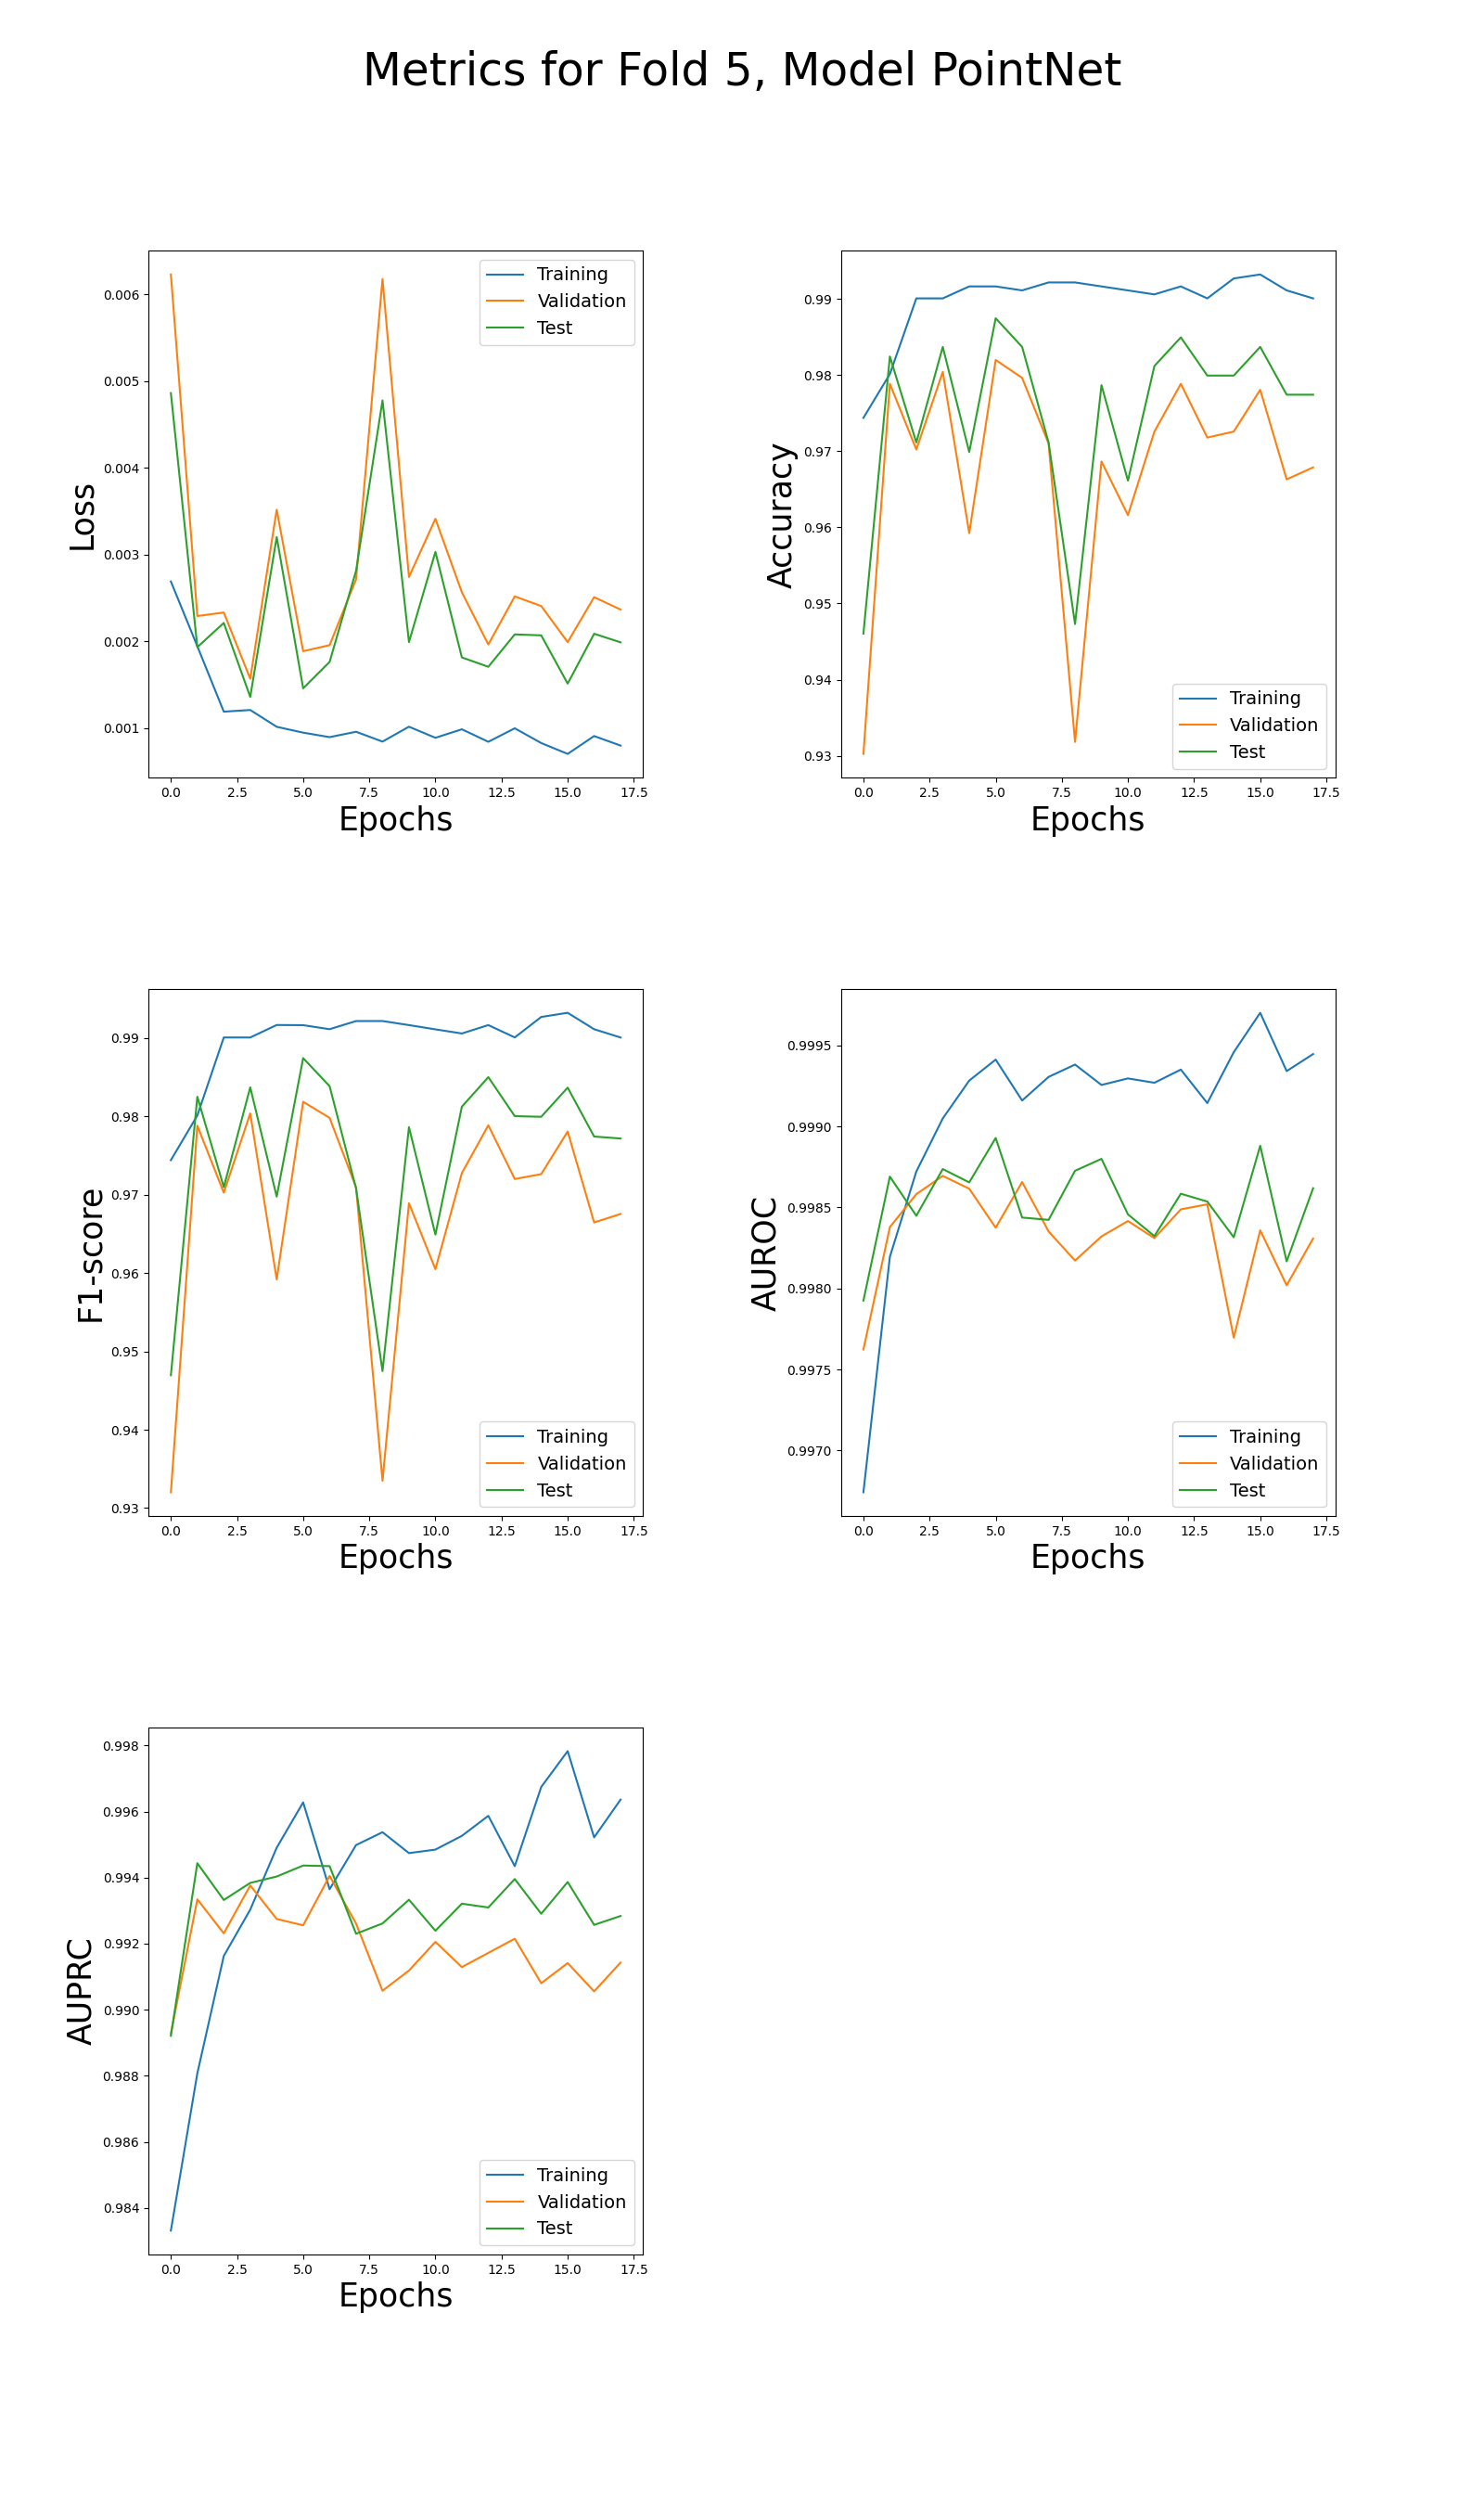 Metrics for Fold 5, Model PointNet
Loss
0.006
0.005
0.004
0.003
0.002
0.001
Training
Validation
Test
0.0 2.5 5.0 7.5 10.0 12.5 15.0 17.5
Epochs
Accuracy
0.99
0.98
0.97
0.96
0.95
0.94
0.93
Training
Validation
Test
0.0 2.5 5.0 7.5 10.0 12.5 15.0 17.5
Epochs
F1-score
0.99
0.98
0.97
0.96
0.95
0.94
0.93
Training
Validation
Test
0.0 2.5 5.0 7.5 10.0 12.5 15.0 17.5
Epochs
AUROC
0.9995
0.9990
0.9985
0.9980
0.9975
0.9970
Training
Validation
Test
0.0 2.5 5.0 7.5 10.0 12.5 15.0 17.5
Epochs
AUPRC
0.998
0.996
0.994
0.992
0.990
0.988
0.986
0.984
Training
Validation
Test
0.0 2.5 5.0 7.5 10.0 12.5 15.0 17.5
Epochs